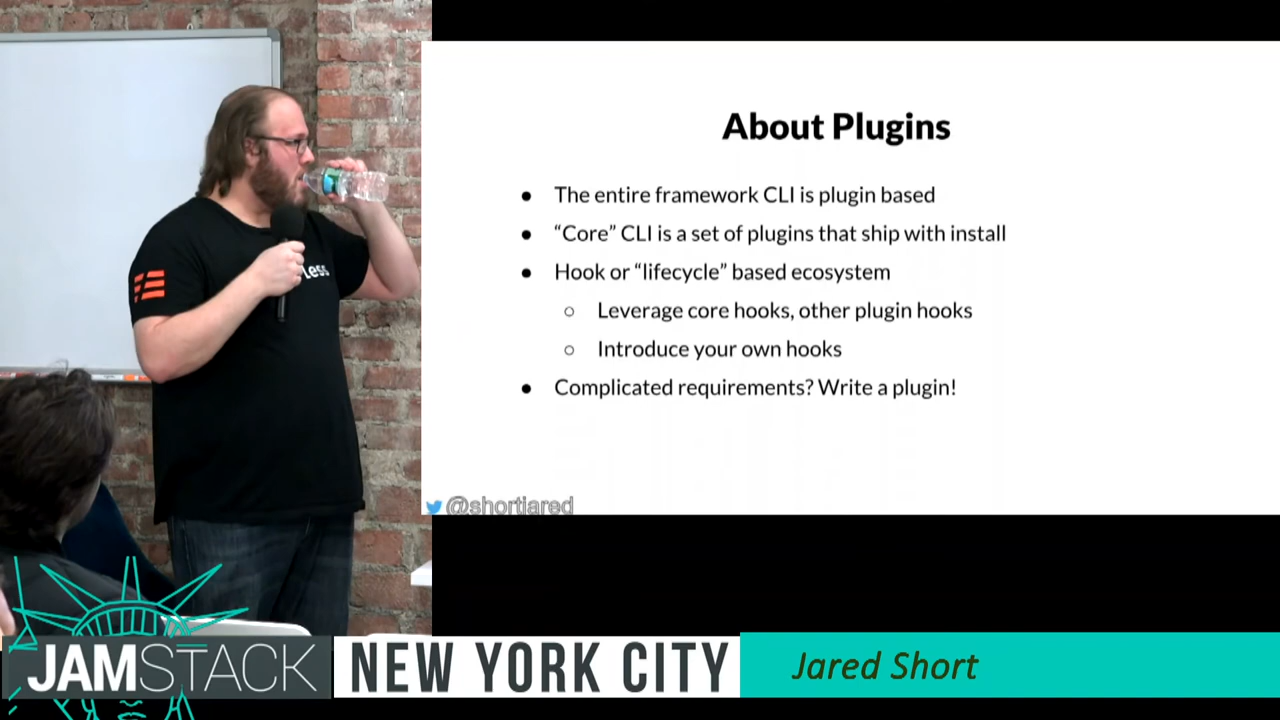 About Plugins
● The entire framework CLI is plugin based
● “Core” CLI is a set of plugins that ship with install
● Hook or “lifecycle” based ecosystem
○ Leverage core hooks, other plugin hooks
○ Introduce your own hooks
● Complicated requirements? Write a plugin!
@shortjared
less
JAMSTACK
NEW YORK CITY
Jared Short